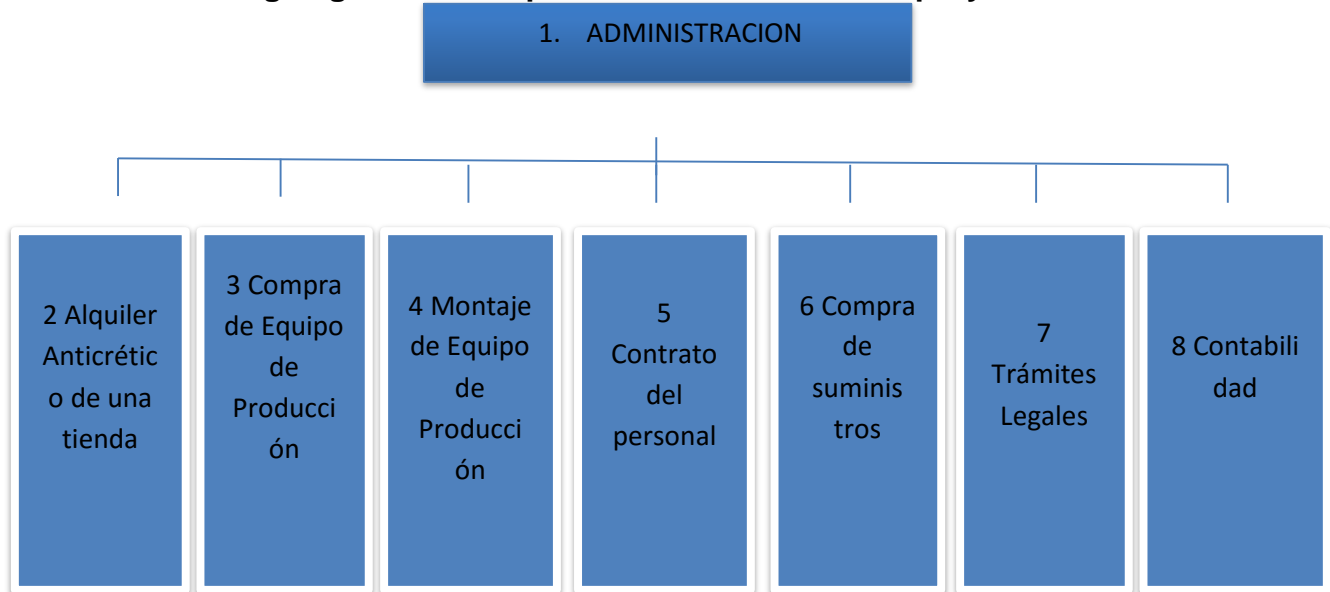 1. ADMINISTRACION
2 Alquiler
Anticrétic
o de una
tienda
3 Compra
de Equipo
de
Producci
ón
4 Montaje
de Equipo
de
Producci
ón
5
Contrato
del
personal
6 Compra
de
suminis
tros
7
Trámites
Legales
8 Contabili
dad